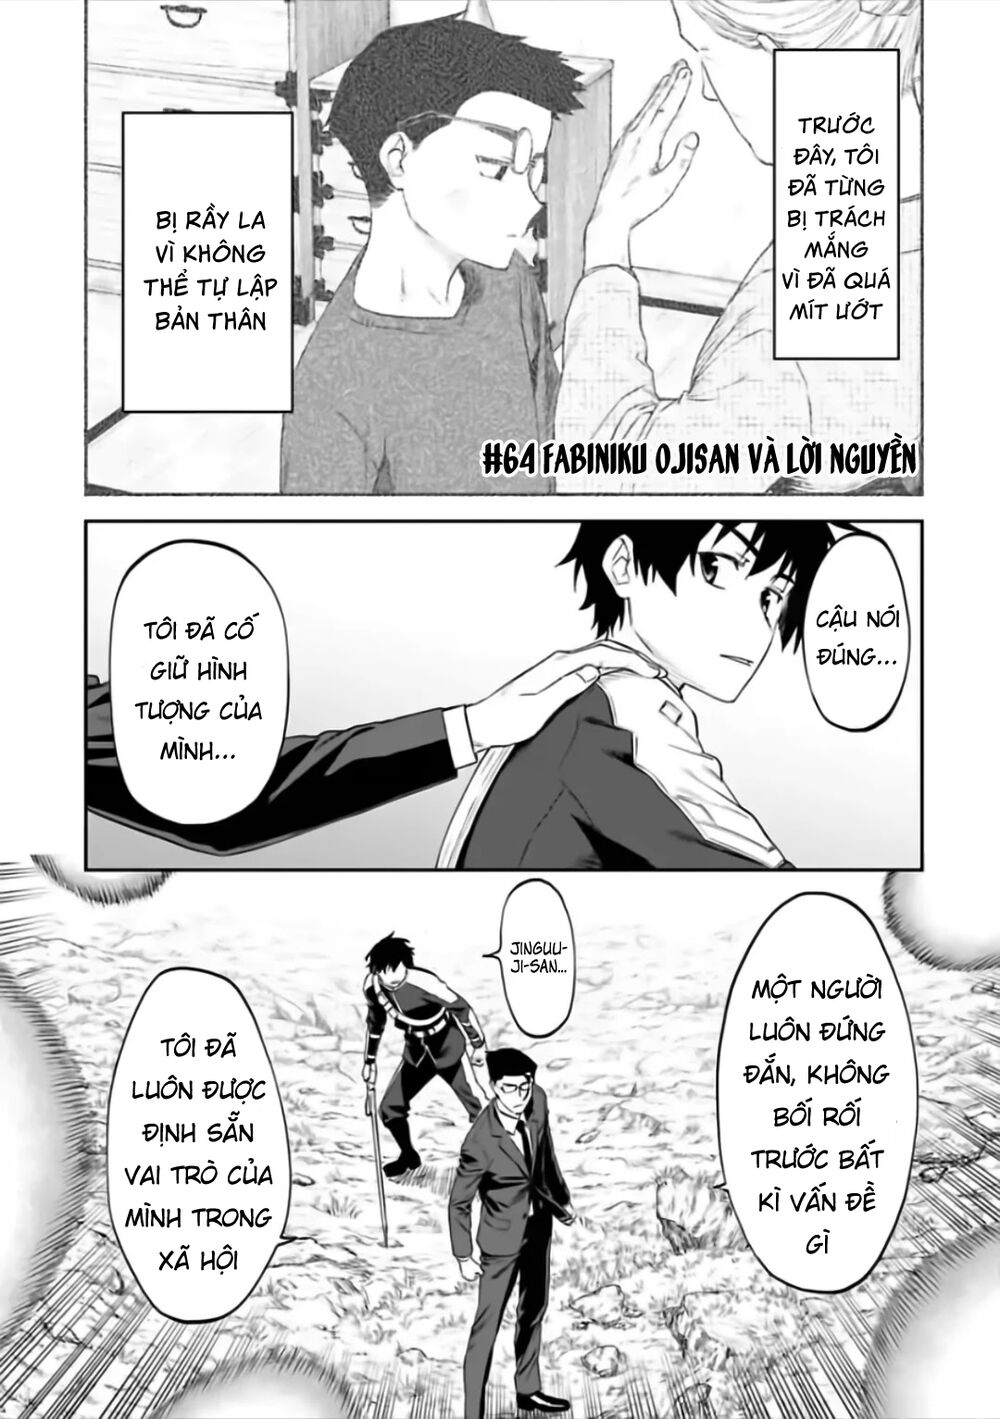 TRƯỚC
ĐÂY, TÔI
ĐÃ TỪNG
BỊ TRÁCH
MẮNG
VÌ ĐÃ QUÁ
MÍT ƯỚT
BỊ RẦY LA
VÌ KHÔNG
THỂ TỰ LẬP
BẢN THÂN
#64 FABINIKU OJISAN VÀ LỜI NGUYỀN
CẬU NÓI
ĐÚNG...
TÔI ĐÃ CỐ
GIỮ HÌNH
TƯỢNG CỦA
MÌNH...
JINGUU-
JI-SAN...
MỘT NGƯỜI
LUÔN ĐỨNG
ĐẮN, KHÔNG
BỐI RỐI
TRƯỚC BẤT
KÌ VẤN ĐỀ
GÌ
TÔI ĐÃ
LUÔN ĐƯỢC
ĐỊNH SẴN
VAI TRÒ CỦA
MÌNH TRONG
XÃ HỘI